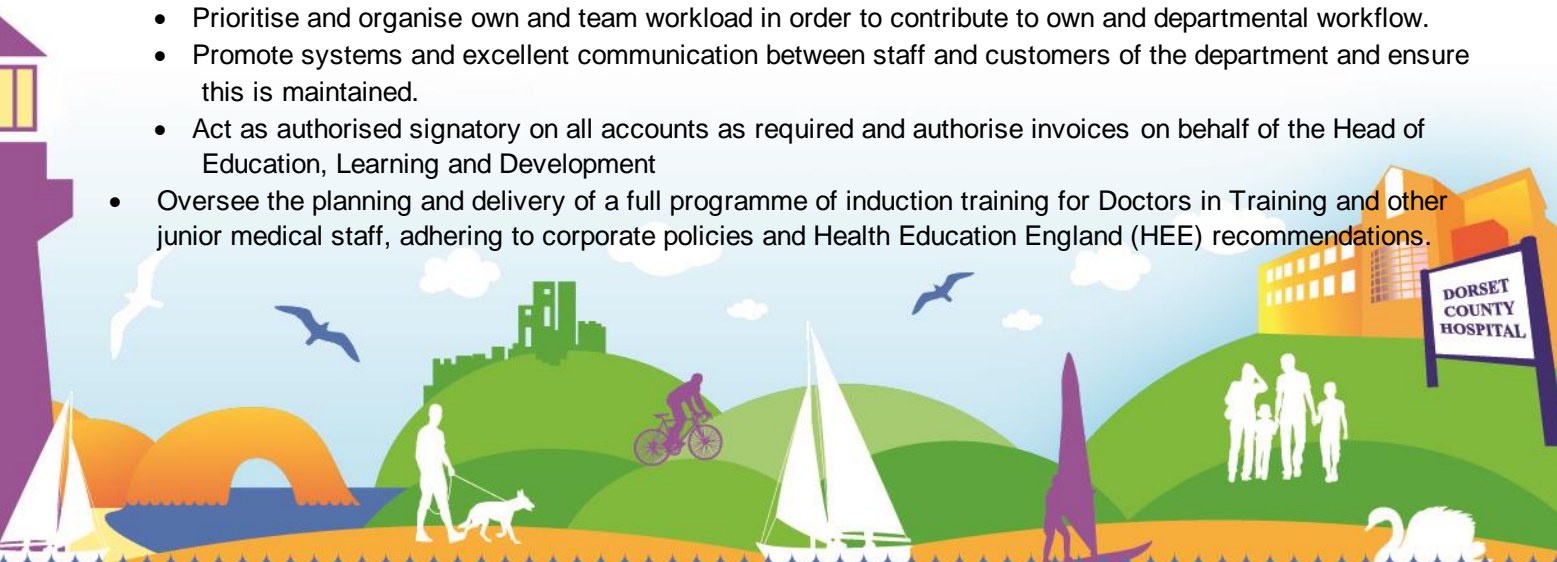 • Prioritise and organise own and team workload in order to contribute to own and departmental workflow.
• Promote systems and excellent communication between staff and customers of the department and ensure
this is maintained.
• Act as authorised signatory on all accounts as required and authorise invoices on behalf of the Head of
Education, Learning and Development
• Oversee the planning and delivery of a full programme of induction training for Doctors in Training and other
junior medical staff, adhering to corporate policies and Health Education England (HEE) recommendations.
DORSET
COUNTY
HOSPITAL